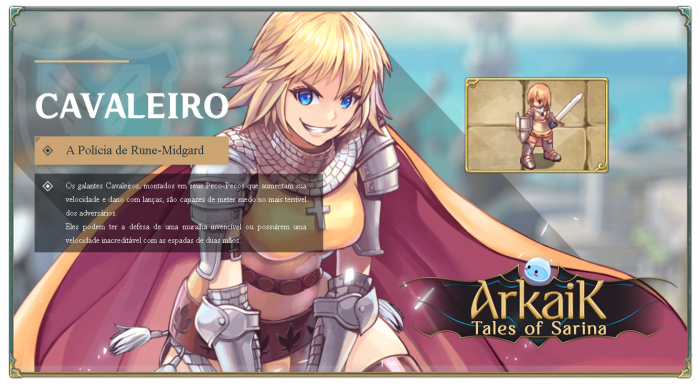 CAVALEIRO
A Polícia de Rune-Midgard
Os galantes Cavaleiros, montados em seus Peco-Pecos que aumentam sua
velocidade e dano com lanças, são capazes de meter medo no mais terrível
dos adversários.
Eles podem ter a defesa de uma muralha invencível ou possuírem uma
velocidade inacreditável com as espadas de duas mãos.
Arkaik
Tales of Sarina